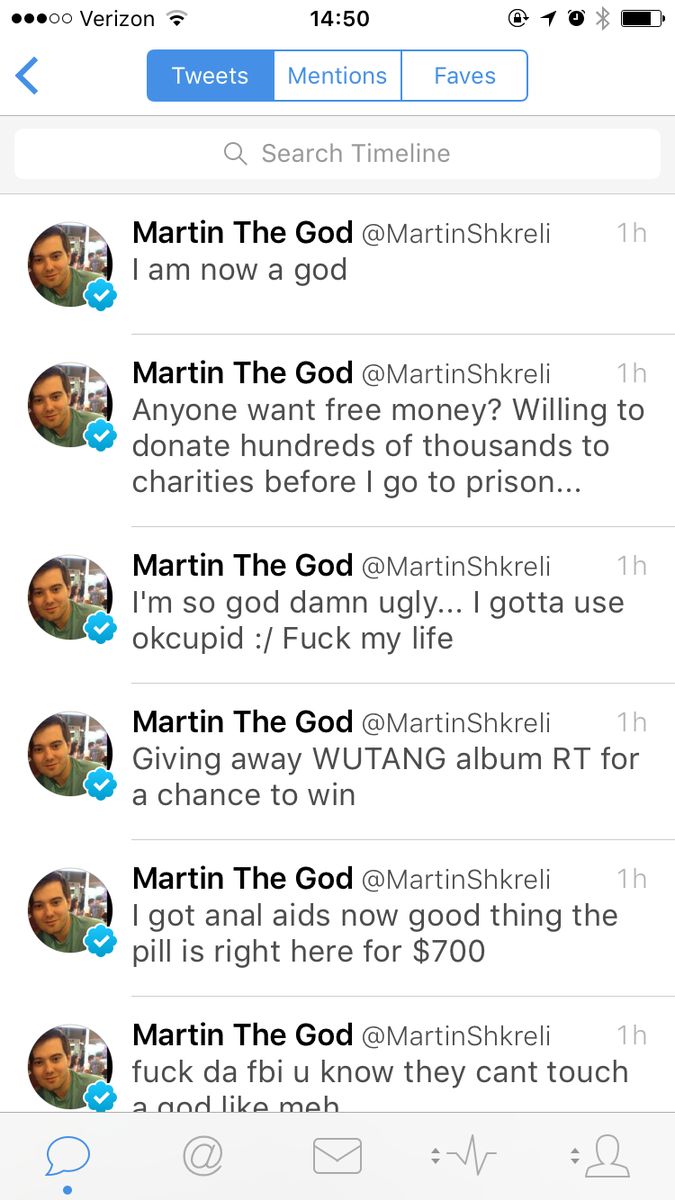 Verizon 14:50
Tweets Mentions Faves
Search Timeline
Martin The God @MartinShkreli 1h
I am now a god
Martin The God @MartinShkreli 1h
Anyone want free money? Willing to
donate hundreds of thousands to
charities before I go to prison...
Martin The God @MartinShkreli 1h
I'm so god damn ugly... I gotta use
okcupid :/ Fuck my life
Martin The God @MartinShkreli 1h
Giving away WUTANG album RT for
a chance to win
Martin The God @MartinShkreli 1h
I got anal aids now good thing the
pill is right here for $700
Martin The God @MartinShkreli 1h
fuck da fbi u know they cant touch
a god like meh